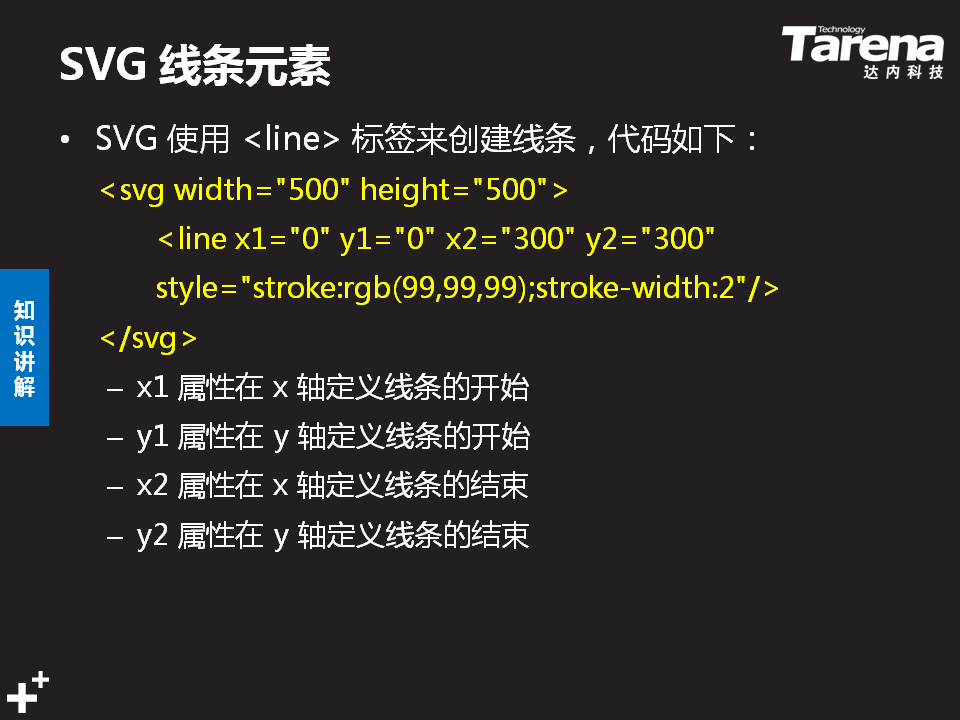 SVG 线条元素
Technology
Tarena
达内科技
• SVG 使用 <line> 标签来创建线条，代码如下：
<svg width="500" height="500">
<line x1="0" y1="0" x2="300" y2="300"
style="stroke:rgb(99,99,99);stroke-width:2"/>
</svg>
知识讲解
– x1 属性在 x 轴定义线条的开始
– y1 属性在 y 轴定义线条的开始
– x2 属性在 x 轴定义线条的结束
– y2 属性在 y 轴定义线条的结束